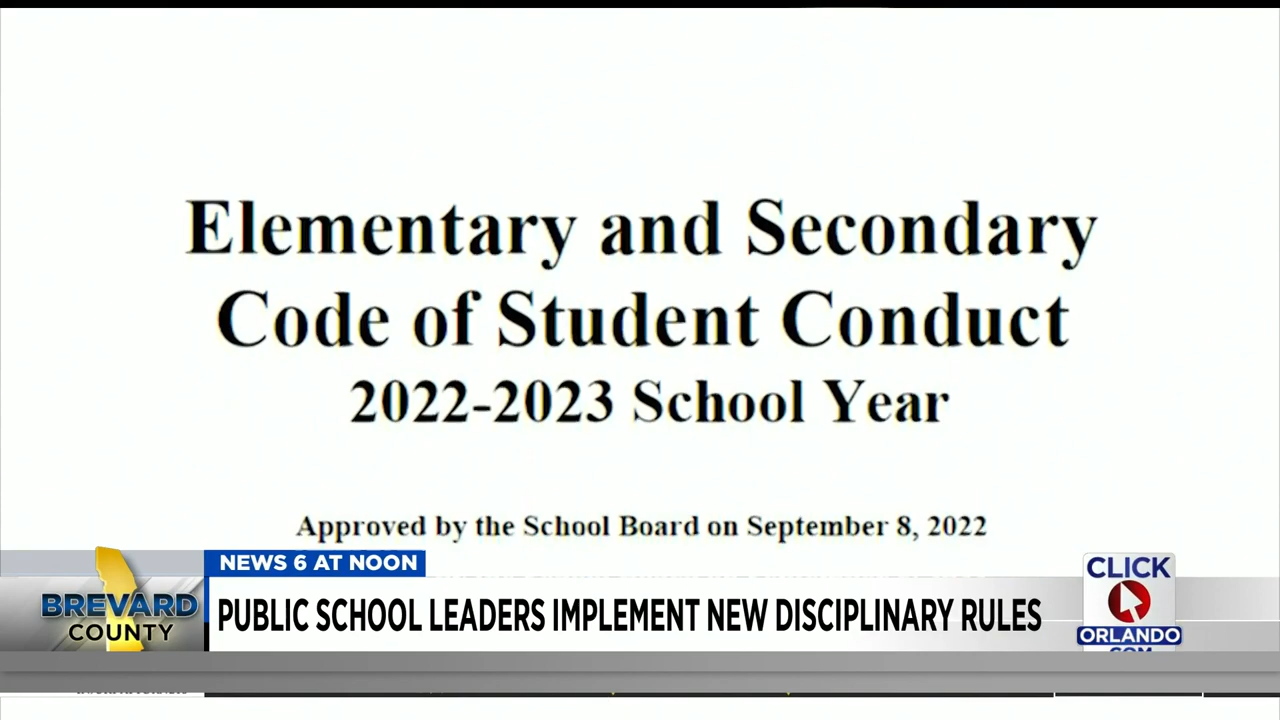 Elementary and Secondary
Code of Student Conduct
2022-2023 School Year
Approved by the School Board on September 8, 2022
NEWS 6 AT NOON
BREVARD
COUNTY
PUBLIC SCHOOL LEADERS IMPLEMENT NEW DISCIPLINARY RULES
CLICK
ORLANDO
.COM